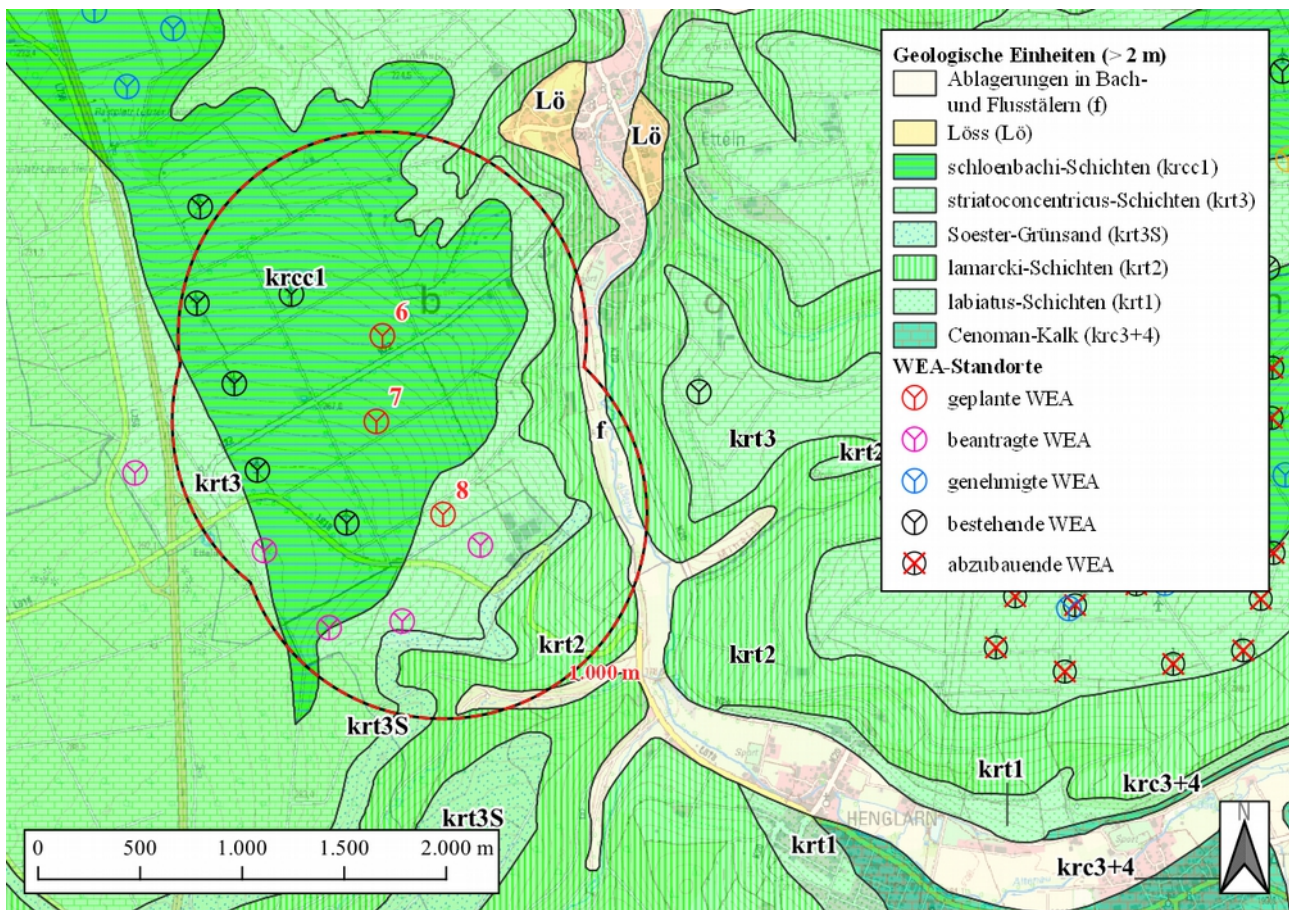 Geologische Einheiten (> 2 m)
Ablagerungen in Bach-
und Flusstälern (f)
Löss (Lö)
schloenbachi-Schichten (krcc1)
striatoconcentricus-Schichten (krt3)
Soester-Grünsand (krt3S)
lamarcki-Schichten (krt2)
labiatus-Schichten (krt1)
Cenoman-Kalk (krc3+4)
WEA-Standorte
geplante WEA
beantragte WEA
genehmigte WEA
bestehende WEA
abzubauende WEA
Lö
Lö
Etteln
krcc1
b
6
7
f
krt3
krt2
krt3
8
krt2
krt2
1.000 m
krt3S
krt1
krc3+4
krt3S
HENGLARN
krt1
krc3+4
Altenau
N
0 500 1.000 1.500 2.000 m